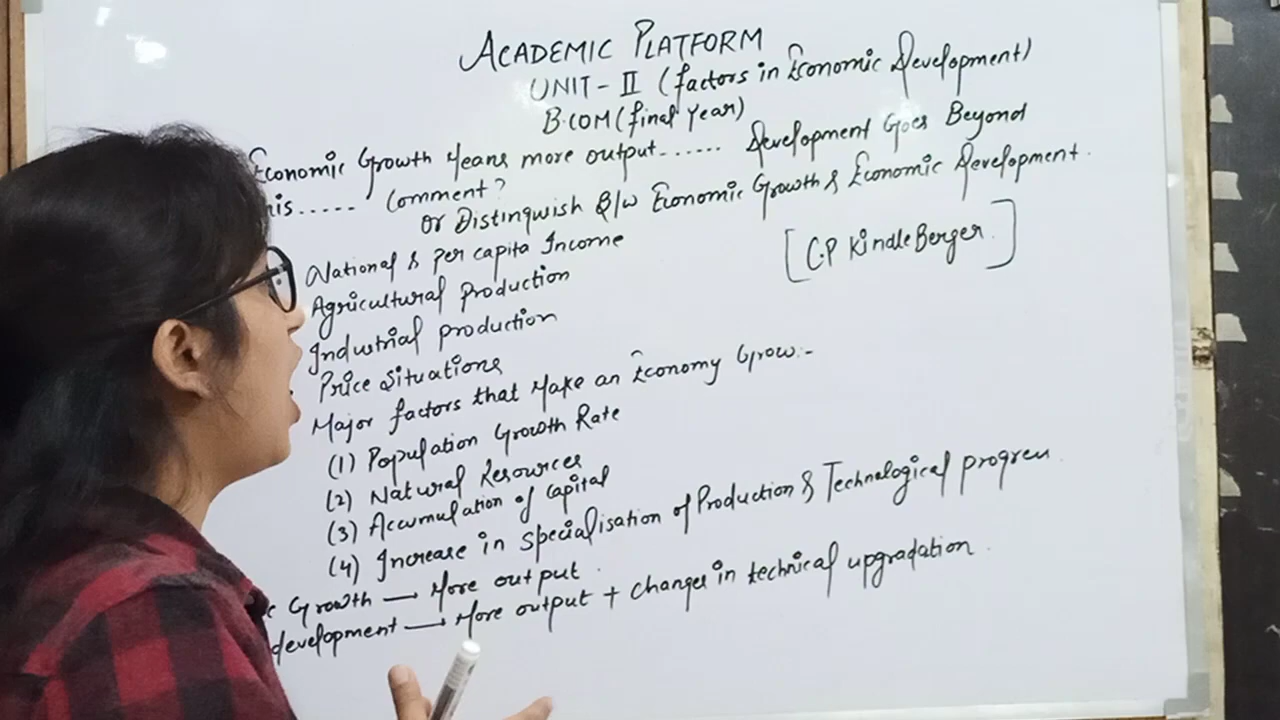 ACADEMIC PLATFORM
UNIT - II (factors in Economic Development)
B.COM (final Year)
Economic Growth Means more output...... Development Goes Beyond
his..... Comment?
Or Distinqwish B/w Economic Growth & Economic Development.
[C.P KindleBerger.]
National & Per capita Income
Agricultural Production
Industrial production
Price Situations
Major factors that Make an Economy Grow:-
(1) Population Growth Rate
(2) Natural Resources
(3) Accumulation of Capital
(4) Increase in Specialisation of Production & Technological progress
c Growth → More output.
development → More output + changes in technical upgradation.